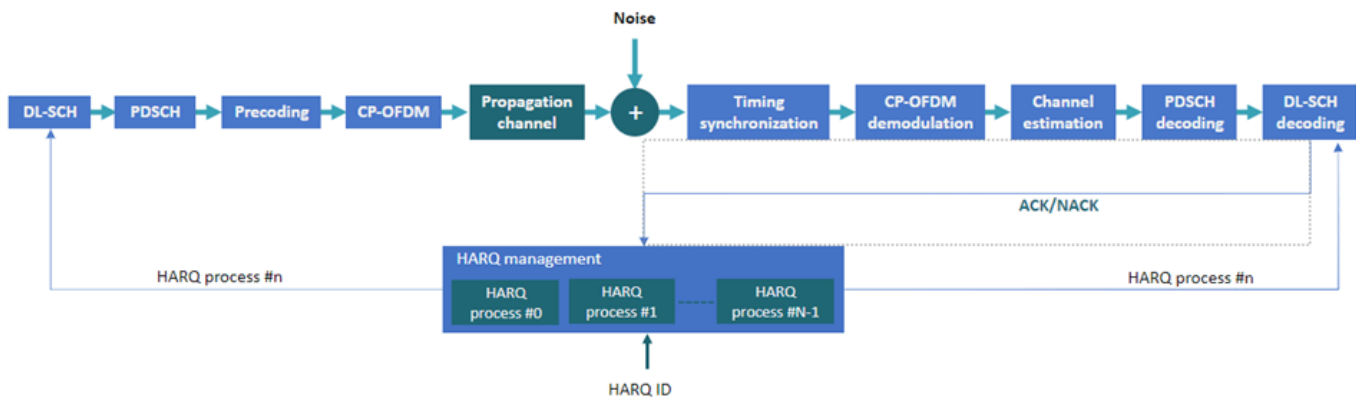 Noise
DL-SCH
PDSCH
Precoding
CP-OFDM
Propagation
channel
+
Timing
synchronization
CP-OFDM
demodulation
Channel
estimation
PDSCH
decoding
DL-SCH
decoding
ACK/NACK
HARQ process #n
HARQ management
HARQ
process #0
HARQ
process #1
HARQ
process #N-1
HARQ process #n
HARQ ID